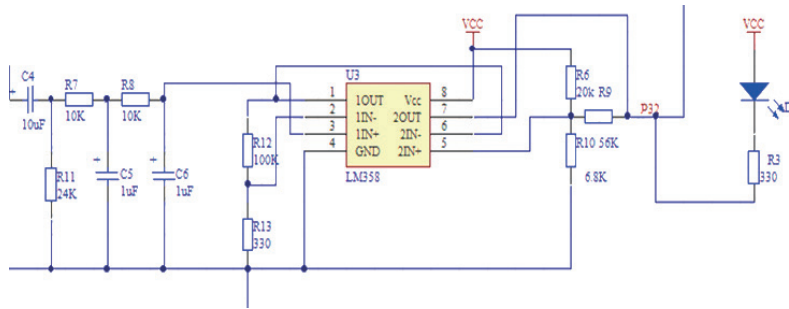 VCC
VCC
C4
10uF
R7
10K
R8
10K
R11
24K
C5
1uF
C6
1uF
R12
100K
R13
330
U3
1 1OUT Vcc 8
2 1IN- 2OUT 7
3 1IN+ 2IN- 6
4 GND 2IN+ 5
LM358
R6
20k R9
R10 56K
6.8K
P32
R3
330